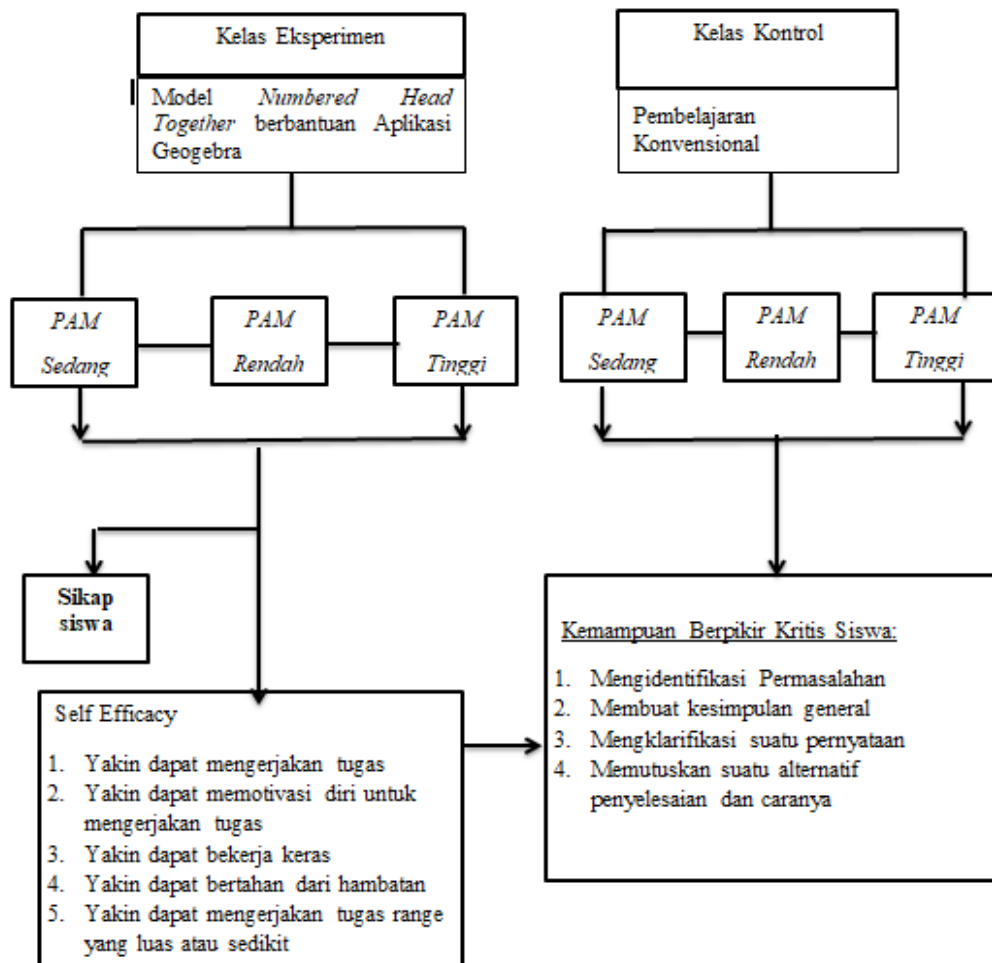 Kelas Eksperimen
Model Numbered Head
Together berbantuan Aplikasi
Geogebra
Kelas Kontrol
Pembelajaran
Konvensional
PAM
Sedang
PAM
Rendah
PAM
Tinggi
PAM
Sedang
PAM
Rendah
PAM
Tinggi
Sikap
siswa
Self Efficacy
1. Yakin dapat mengerjakan tugas
2. Yakin dapat memotivasi diri untuk
mengerjakan tugas
3. Yakin dapat bekerja keras
4. Yakin dapat bertahan dari hambatan
5. Yakin dapat mengerjakan tugas range
yang luas atau sedikit
Kemampuan Berpikir Kritis Siswa:
1. Mengidentifikasi Permasalahan
2. Membuat kesimpulan general
3. Mengklarifikasi suatu pernyataan
4. Memutuskan suatu alternatif
penyelesaian dan caranya